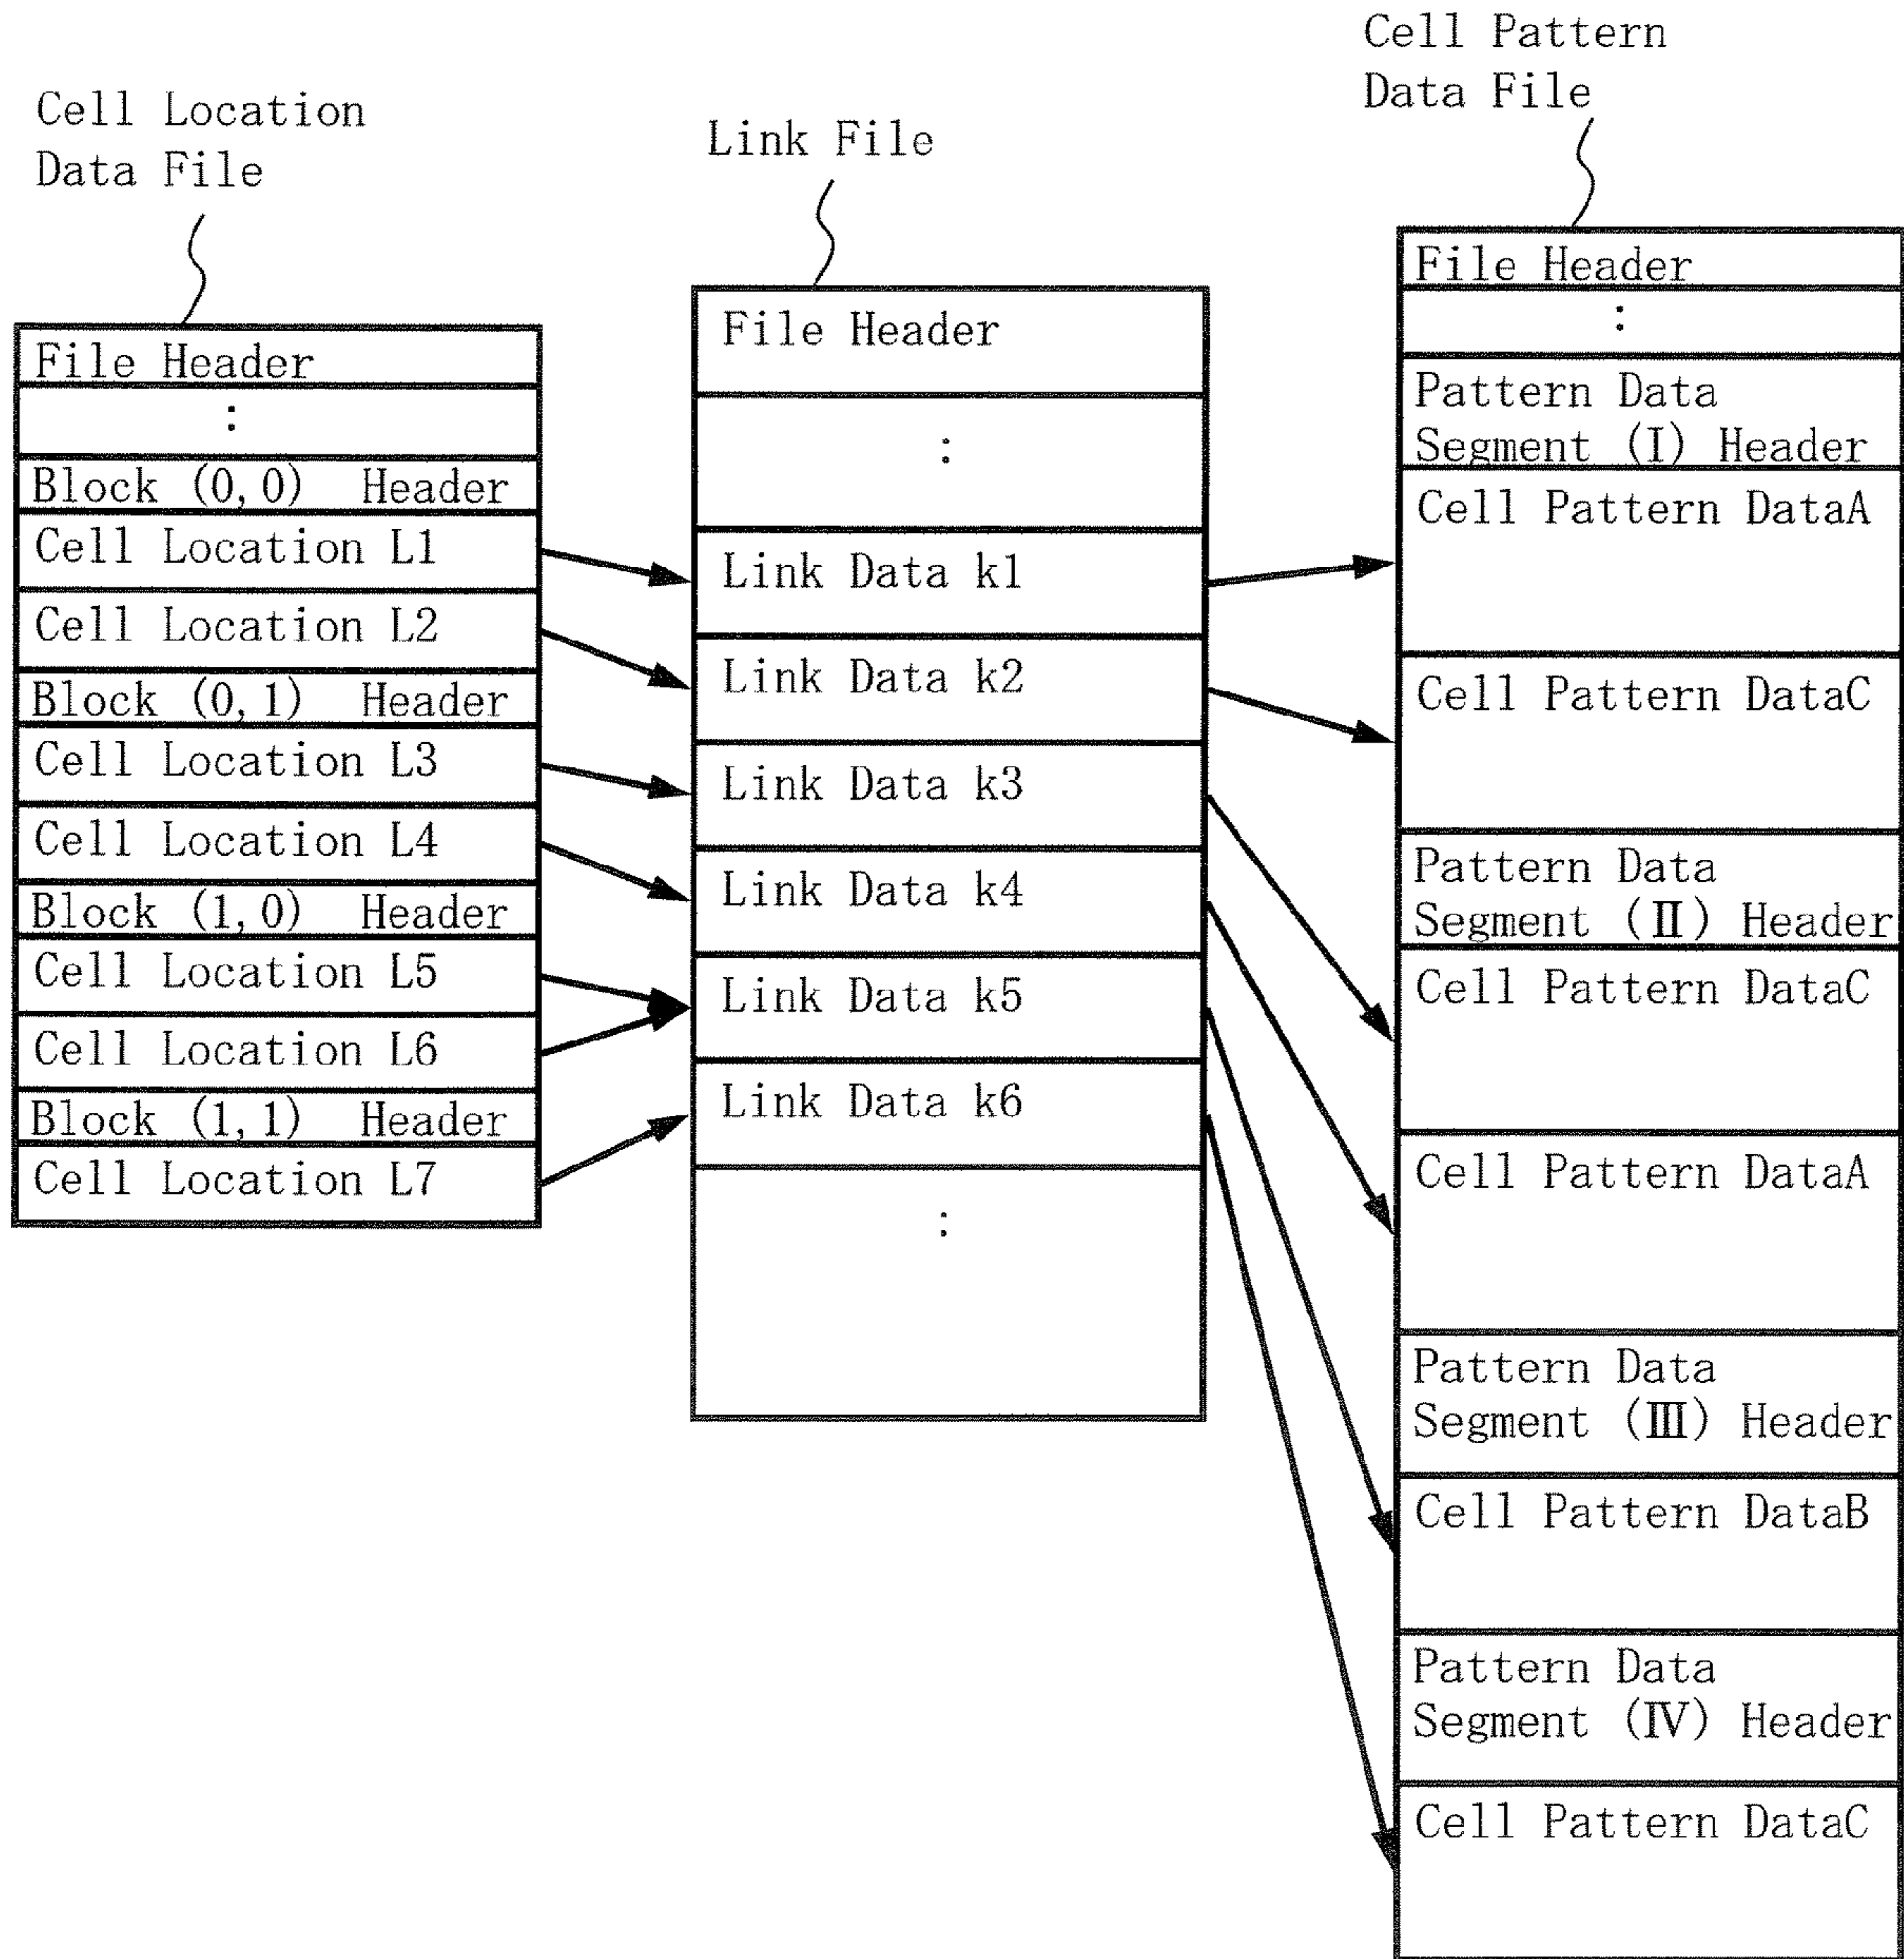 Cell Location
Data File
File Header
:
Block (0,0) Header
Cell Location L1
Cell Location L2
Block (0,1) Header
Cell Location L3
Cell Location L4
Block (1,0) Header
Cell Location L5
Cell Location L6
Block (1,1) Header
Cell Location L7
Link File
File Header
:
Link Data k1
Link Data k2
Link Data k3
Link Data k4
Link Data k5
Link Data k6
:
Cell Pattern
Data File
File Header
:
Pattern Data
Segment (I) Header
Cell Pattern DataA
Cell Pattern DataC
Pattern Data
Segment (Ⅱ) Header
Cell Pattern DataC
Cell Pattern DataA
Pattern Data
Segment (Ⅲ) Header
Cell Pattern DataB
Pattern Data
Segment (Ⅳ) Header
Cell Pattern DataC